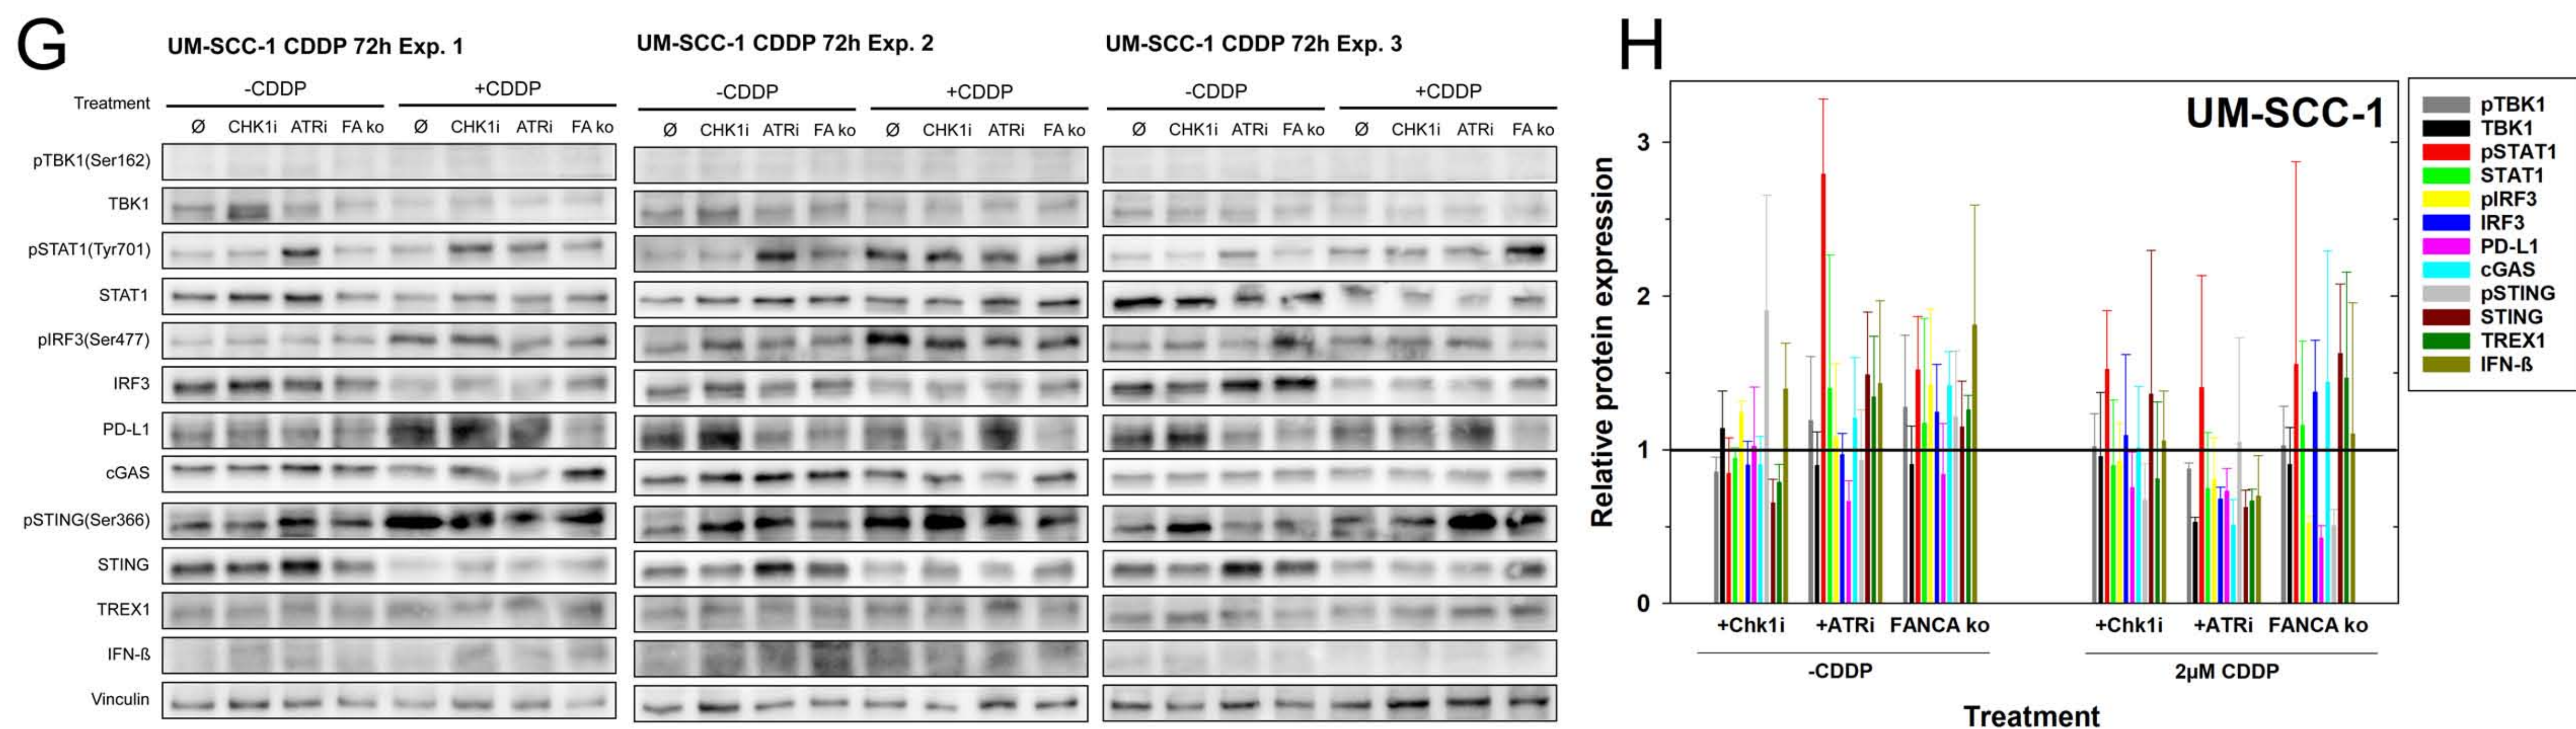 G
UM-SCC-1 CDDP 72h Exp. 1
UM-SCC-1 CDDP 72h Exp. 2
UM-SCC-1 CDDP 72h Exp. 3
Treatment
-CDDP +CDDP
-CDDP +CDDP
-CDDP +CDDP
Ø CHK1i ATRi FA ko Ø CHK1i ATRi FA ko
Ø CHK1i ATRi FA ko Ø CHK1i ATRi FA ko
Ø CHK1i ATRi FA ko Ø CHK1i ATRi FA ko
pTBK1(Ser162)
TBK1
pSTAT1(Tyr701)
STAT1
pIRF3(Ser477)
IRF3
PD-L1
cGAS
pSTING(Ser366)
STING
TREX1
IFN-ß
Vinculin
H
UM-SCC-1
Relative protein expression
3
2
1
0
+Chk1i +ATRi FANCA ko +Chk1i +ATRi FANCA ko
-CDDP 2µM CDDP
Treatment
pTBK1
TBK1
pSTAT1
STAT1
pIRF3
IRF3
PD-L1
cGAS
pSTING
STING
TREX1
IFN-ß